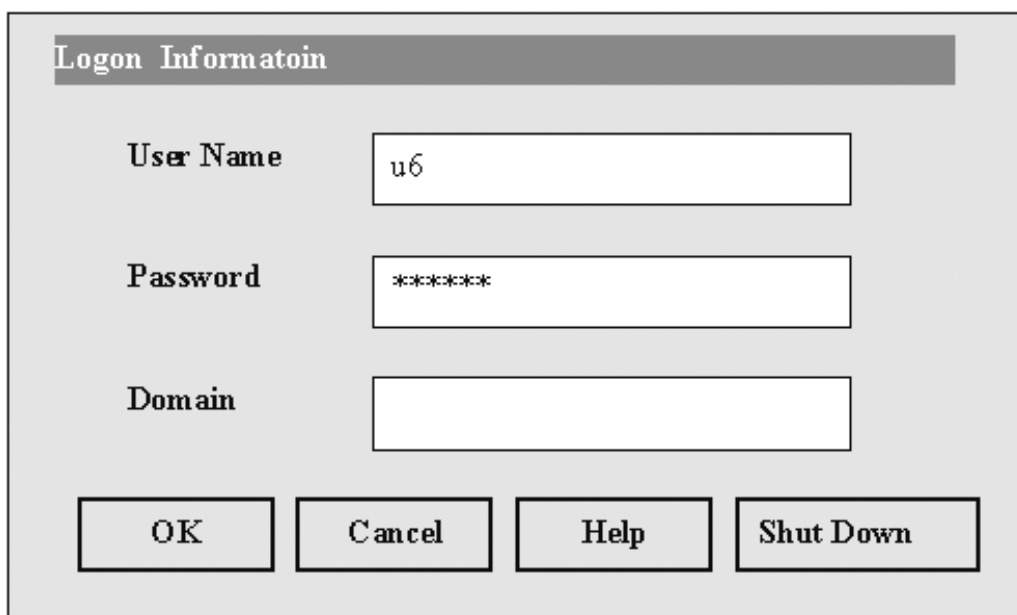 Logon Informatoin
User Name
u6
Password
******
Domain
OK
Cancel
Help
Shut Down